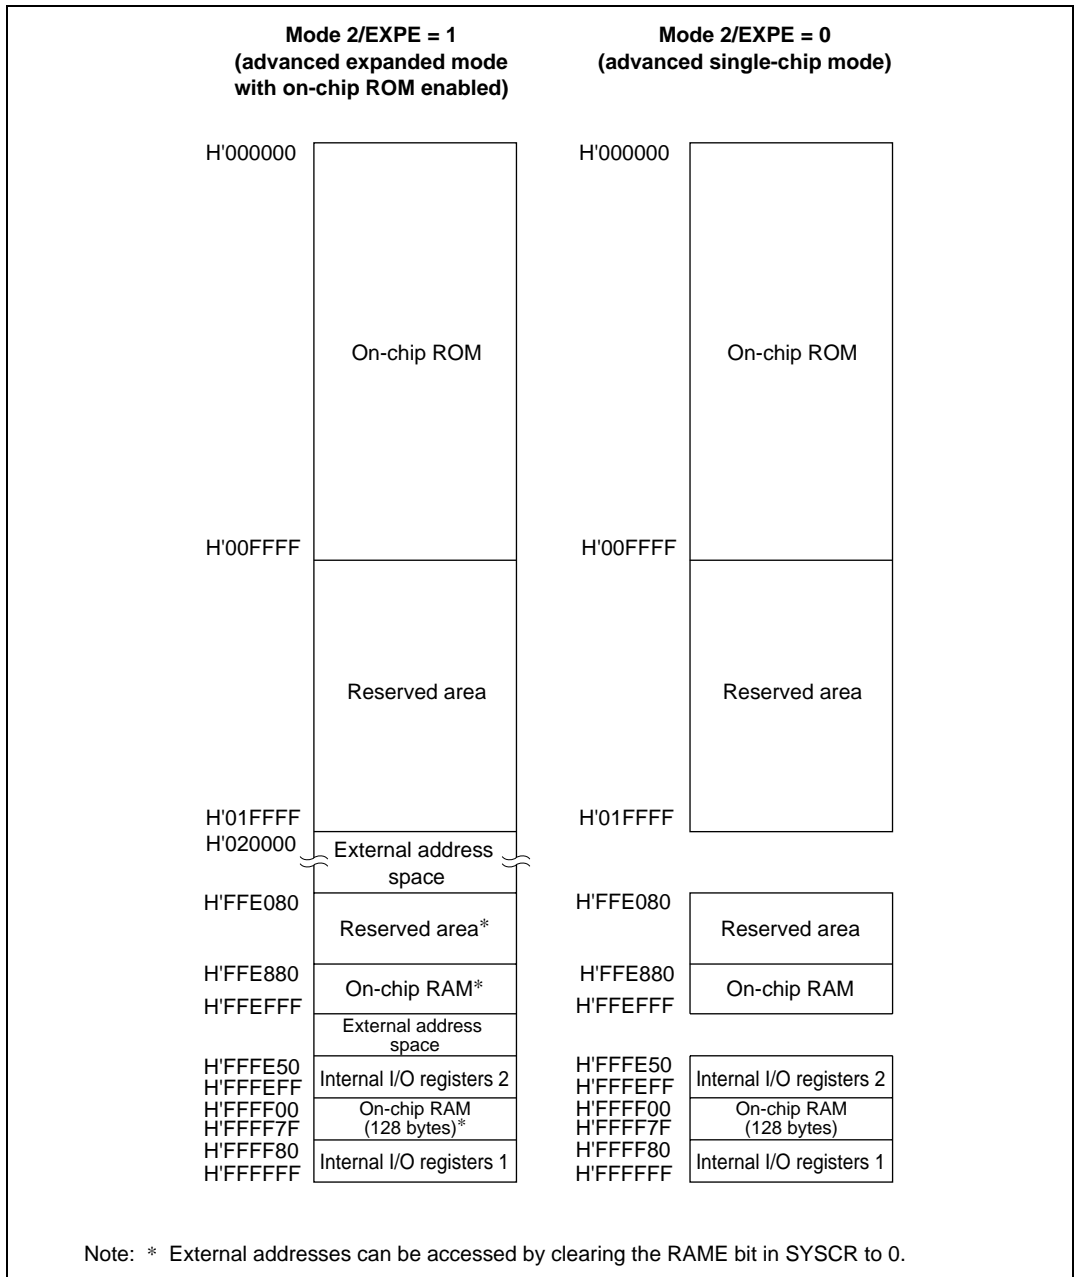 Mode 2/EXPE = 1
(advanced expanded mode
with on-chip ROM enabled)
H'000000
On-chip ROM
H'00FFFF
Reserved area
H'01FFFF
H'020000
External address
space
H'FFE080
Reserved area*
H'FFE880
On-chip RAM*
H'FFEFFF
External address
space
H'FFFE50
Internal I/O registers 2
H'FFFEFF
H'FFFF00
On-chip RAM
(128 bytes)*
H'FFFF7F
H'FFFF80
Internal I/O registers 1
H'FFFFFF
Mode 2/EXPE = 0
(advanced single-chip mode)
H'000000
On-chip ROM
H'00FFFF
Reserved area
H'01FFFF
H'FFE080
Reserved area
H'FFE880
On-chip RAM
H'FFEFFF
H'FFFE50
Internal I/O registers 2
H'FFFEFF
H'FFFF00
On-chip RAM
(128 bytes)
H'FFFF7F
H'FFFF80
Internal I/O registers 1
H'FFFFFF
Note: * External addresses can be accessed by clearing the RAME bit in SYSCR to 0.